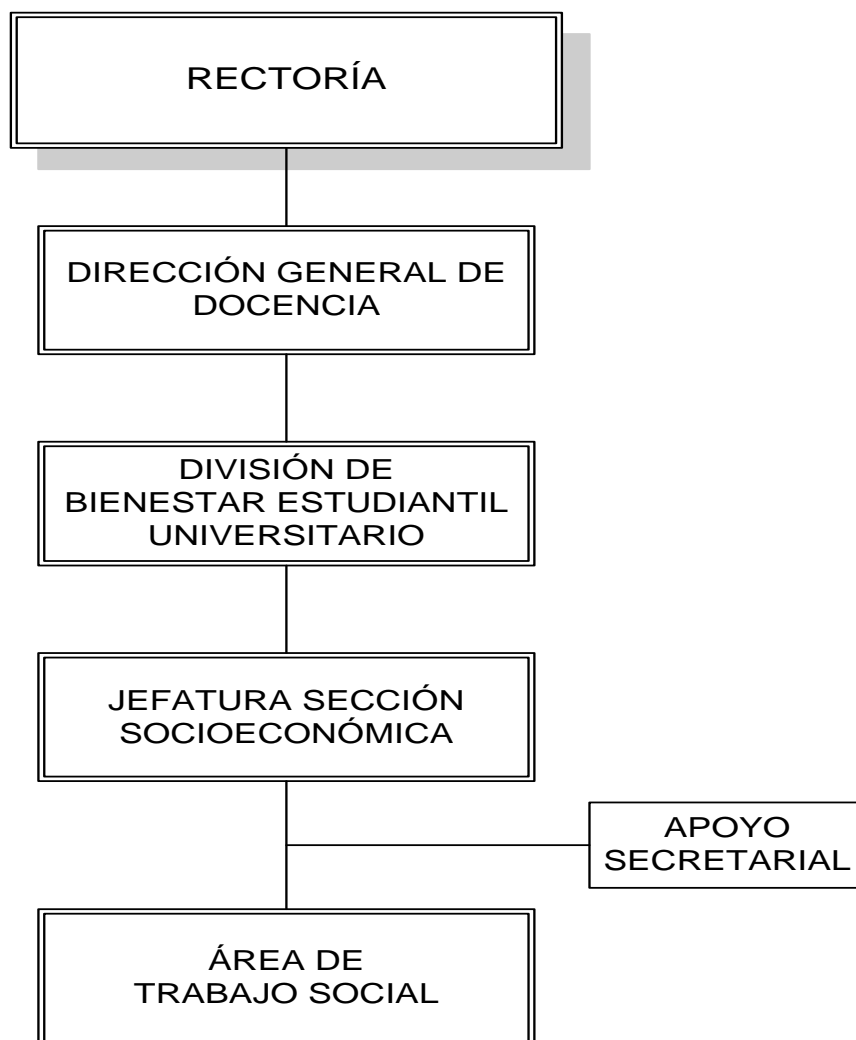 RECTORÍA
DIRECCIÓN GENERAL DE
DOCENCIA
DIVISIÓN DE
BIENESTAR ESTUDIANTIL
UNIVERSITARIO
JEFATURA SECCIÓN
SOCIOECONÓMICA
APOYO
SECRETARIAL
ÁREA DE
TRABAJO SOCIAL